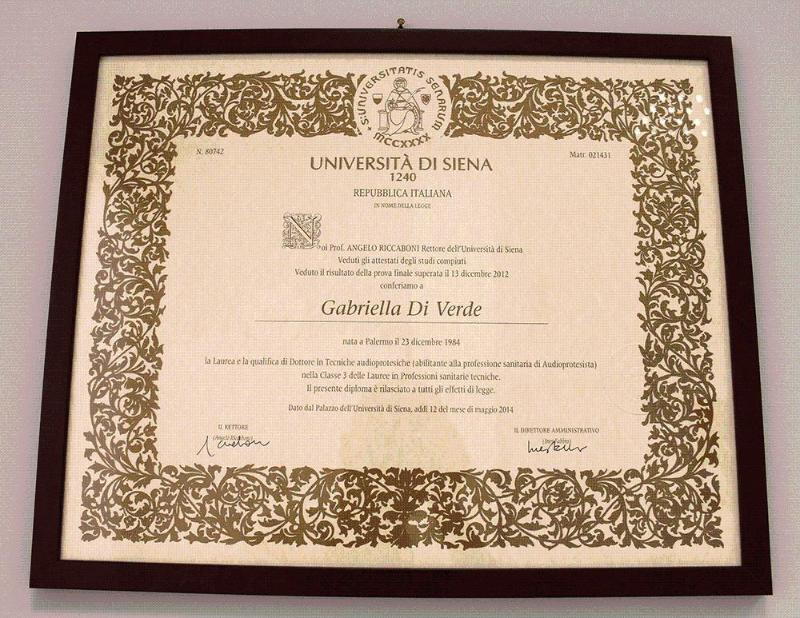 S·UNIVERSITATIS SENARUM
MCCXXXX
N. 80742
Matr. 021431
UNIVERSITÀ DI SIENA
1240
REPUBBLICA ITALIANA
IN NOME DELLA LEGGE
Noi Prof. ANGELO RICCABONI Rettore dell'Università di Siena
Veduti gli attestati degli studi compiuti
Veduto il risultato della prova finale superata il 13 dicembre 2012
conferiamo a
Gabriella Di Verde
nata a Palermo il 23 dicembre 1984
la Laurea e la qualifica di Dottore in Tecniche audioprotesiche (abilitante alla professione sanitaria di Audioprotesista)
nella Classe 3 delle Lauree in Professioni sanitarie tecniche.
Il presente diploma è rilasciato a tutti gli effetti di legge.
Dato dal Palazzo dell'Università di Siena, addì 12 del mese di maggio 2014
IL RETTORE
(Angelo Riccaboni)
IL DIRETTORE AMMINISTRATIVO